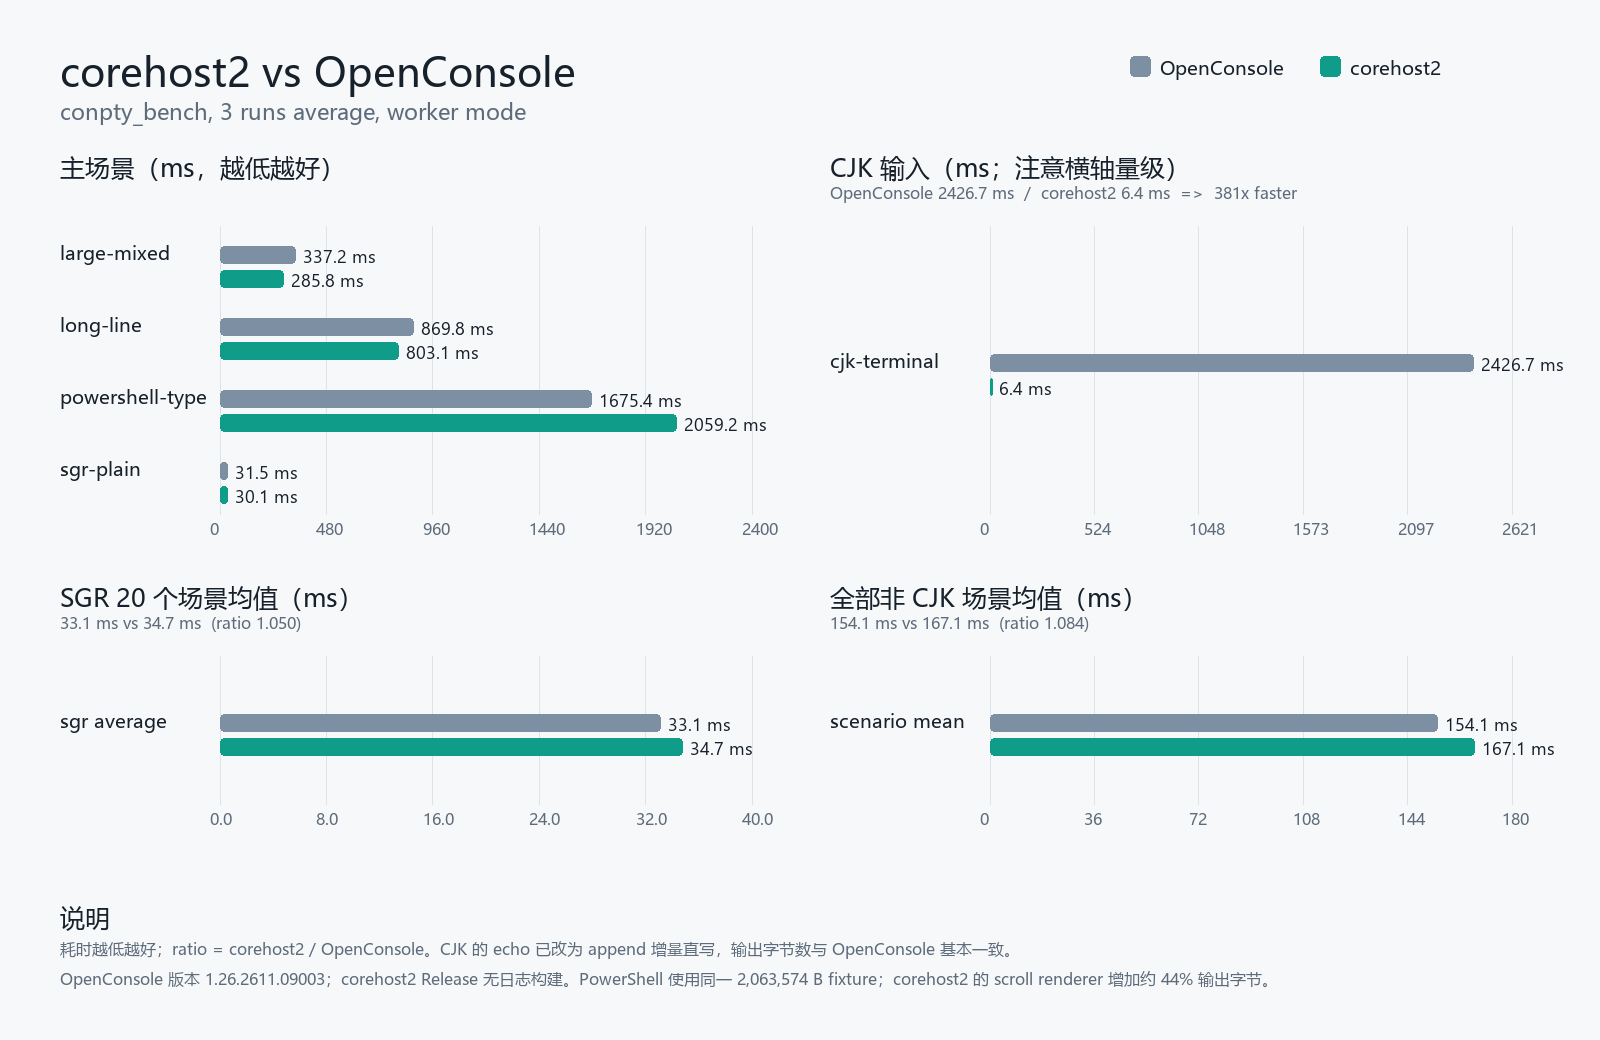 corehost2 vs OpenConsole
conpty_bench, 3 runs average, worker mode
OpenConsole
corehost2
主场景（ms，越低越好）
large-mixed
337.2 ms
285.8 ms
long-line
869.8 ms
803.1 ms
powershell-type
1675.4 ms
2059.2 ms
sgr-plain
31.5 ms
30.1 ms
0 480 960 1440 1920 2400
CJK 输入（ms；注意横轴量级）
OpenConsole 2426.7 ms / corehost2 6.4 ms => 381x faster
cjk-terminal
2426.7 ms
6.4 ms
0 524 1048 1573 2097 2621
SGR 20 个场景均值（ms）
33.1 ms vs 34.7 ms (ratio 1.050)
sgr average
33.1 ms
34.7 ms
0.0 8.0 16.0 24.0 32.0 40.0
全部非 CJK 场景均值（ms）
154.1 ms vs 167.1 ms (ratio 1.084)
scenario mean
154.1 ms
167.1 ms
0 36 72 108 144 180
说明
耗时越低越好；ratio = corehost2 / OpenConsole。CJK 的 echo 已改为 append 增量直写，输出字节数与 OpenConsole 基本一致。
OpenConsole 版本 1.26.2611.09003；corehost2 Release 无日志构建。PowerShell 使用同一 2,063,574 B fixture；corehost2 的 scroll renderer 增加约 44% 输出字节。